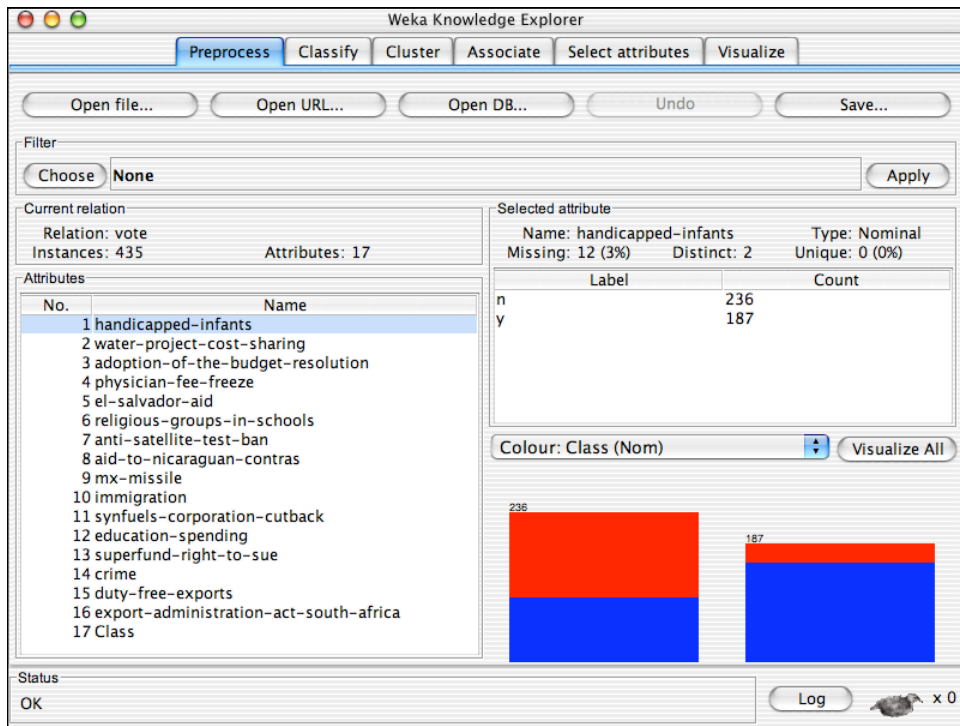 Weka Knowledge Explorer
Preprocess Classify Cluster Associate Select attributes Visualize
Open file... Open URL... Open DB... Undo Save...
Filter
Choose None Apply
Current relation
Relation: vote
Instances: 435 Attributes: 17
Attributes
No. Name
1 handicapped-infants
2 water-project-cost-sharing
3 adoption-of-the-budget-resolution
4 physician-fee-freeze
5 el-salvador-aid
6 religious-groups-in-schools
7 anti-satellite-test-ban
8 aid-to-nicaraguan-contras
9 mx-missile
10 immigration
11 synfuels-corporation-cutback
12 education-spending
13 superfund-right-to-sue
14 crime
15 duty-free-exports
16 export-administration-act-south-africa
17 Class
Selected attribute
Name: handicapped-infants Type: Nominal
Missing: 12 (3%) Distinct: 2 Unique: 0 (0%)
Label Count
n 236
y 187
Colour: Class (Nom) Visualize All
236
187
Status
OK
Log x 0